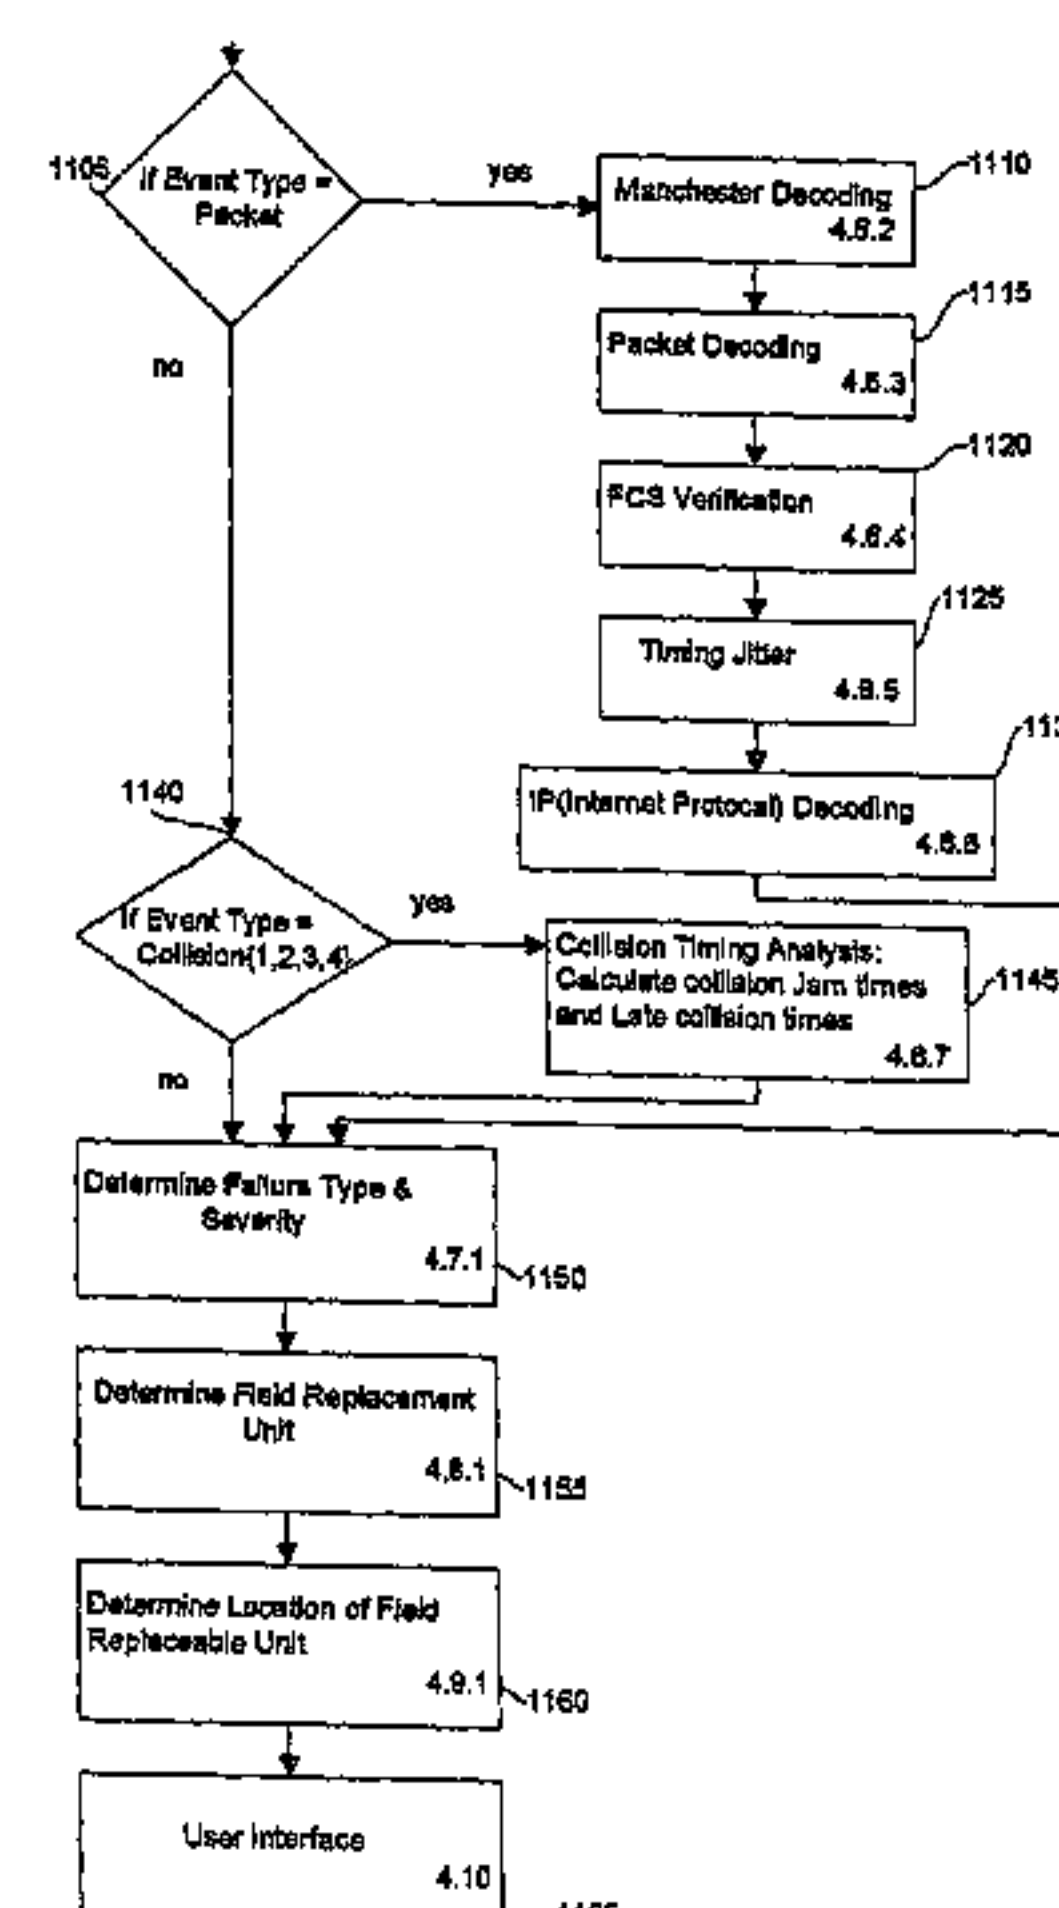 1105
If Event Type =
Packet
yes
no
Manchester Decoding
4.6.2
1110
Packet Decoding
4.6.3
1115
FCS Verification
4.6.4
1120
Timing Jitter
4.6.5
1125
IP(Internet Protocal) Decoding
4.6.6
1140
If Event Type =
Collision{1,2,3,4}
yes
no
Collision Timing Analysis:
Calculate collision Jam times
and Late collision times
4.6.7
1145
Determine Failure Type &
Severity
4.7.1
1150
Determine Field Replacement
Unit
4.8.1
1155
Determine Location of Field
Replaceable Unit
4.9.1
1160
User Interface
4.10